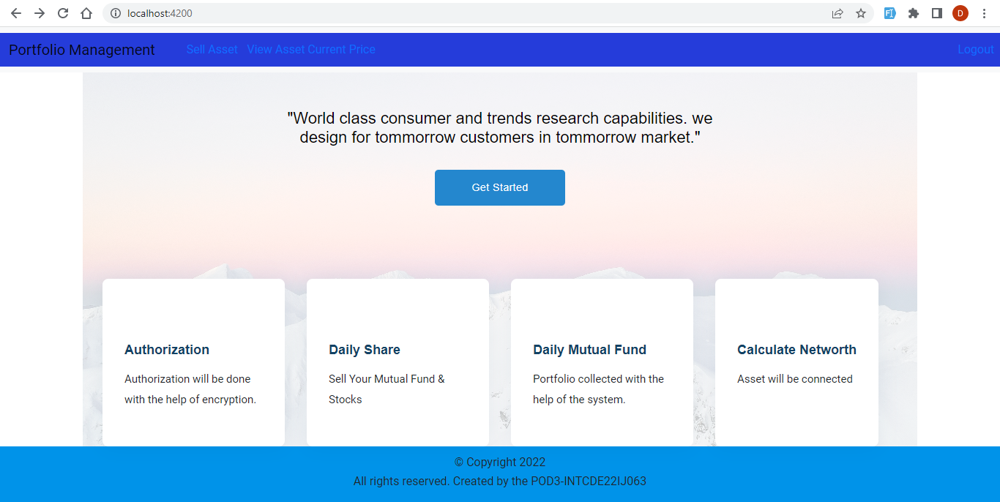 localhost:4200
D
Portfolio Management Sell Asset View Asset Current Price Logout
"World class consumer and trends research capabilities. we
design for tommorrow customers in tommorrow market."
Get Started
Authorization
Authorization will be done
with the help of encryption.
Daily Share
Sell Your Mutual Fund &
Stocks
Daily Mutual Fund
Portfolio collected with the
help of the system.
Calculate Networth
Asset will be connected
© Copyright 2022
All rights reserved. Created by the POD3-INTCDE22IJ063